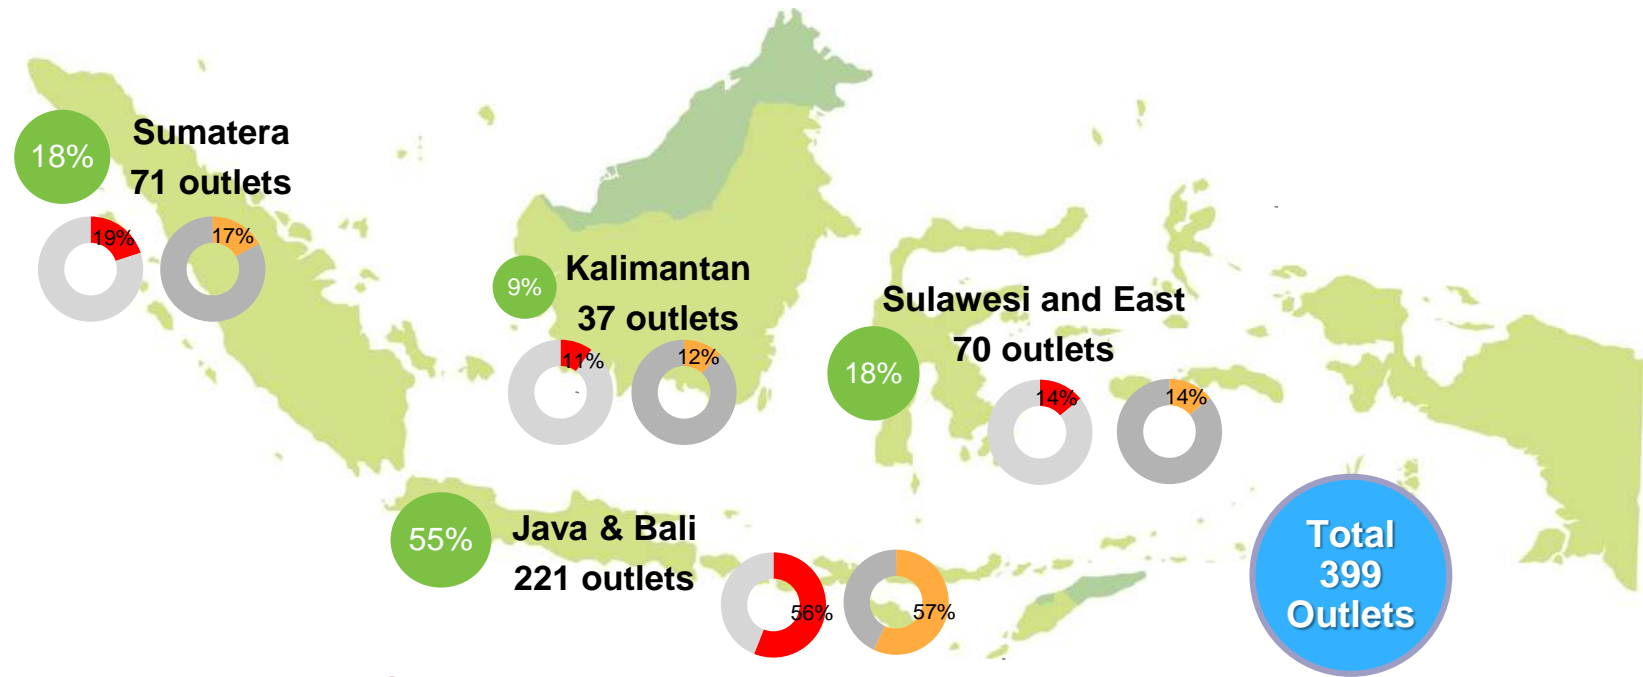 18%
Sumatera
71 outlets
19%
17%
9%
Kalimantan
37 outlets
11%
12%
Sulawesi and East
70 outlets
18%
14%
14%
55%
Java & Bali
221 outlets
56%
57%
Total
399
Outlets